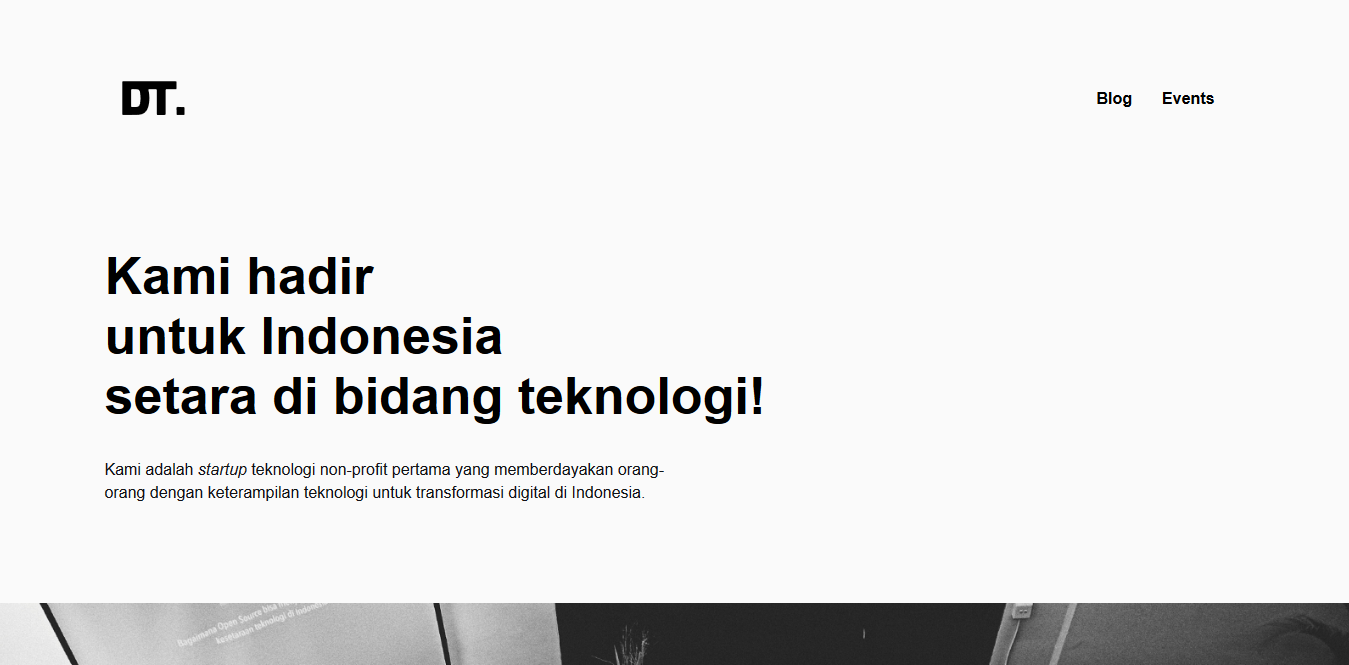 DT.
Blog
Events
Kami hadir
untuk Indonesia
setara di bidang teknologi!
Kami adalah startup teknologi non-profit pertama yang memberdayakan orang-
orang dengan keterampilan teknologi untuk transformasi digital di Indonesia.
Bagaimana Open Source bisa
kesetaraan teknologi di Indonesia